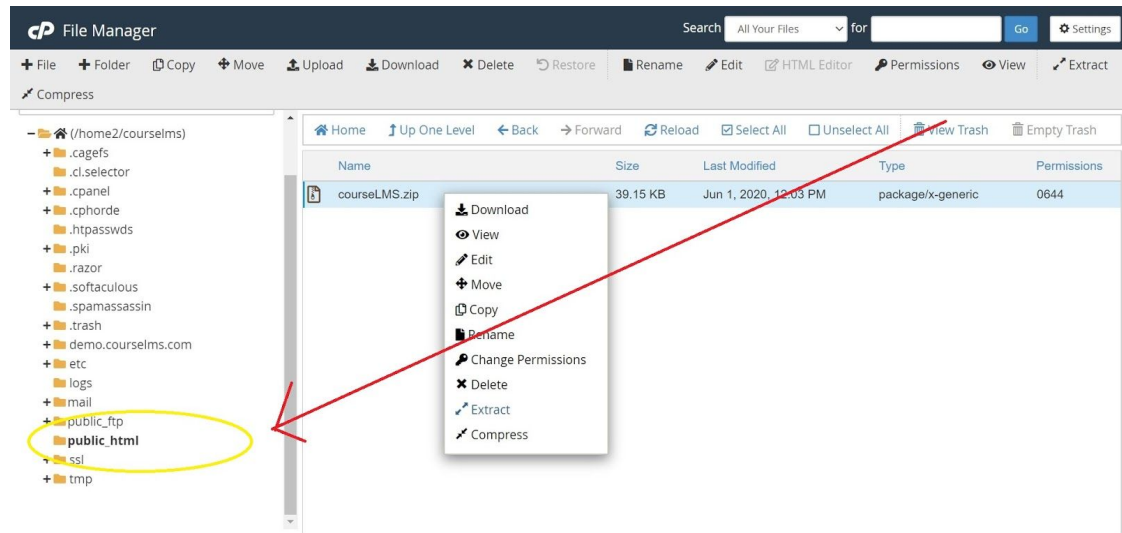 cP File Manager
Search All Your Files for Go Settings
File Folder Copy Move Upload Download Delete Restore Rename Edit HTML Editor Permissions View Extract
Compress
(/home2/courselms)
.cagefs
.cl.selector
.cpanel
.cphorde
.htpasswds
.pki
.razor
.softaculous
.spamassassin
.trash
demo.courselms.com
etc
logs
mail
public_ftp
public_html
ssl
tmp
Home Up One Level Back Forward Reload Select All Unselect All View Trash Empty Trash
Name Size Last Modified Type Permissions
courseLMS.zip 39.15 KB Jun 1, 2020, 12:03 PM package/x-generic 0644
Download
View
Edit
Move
Copy
Rename
Change Permissions
Delete
Extract
Compress